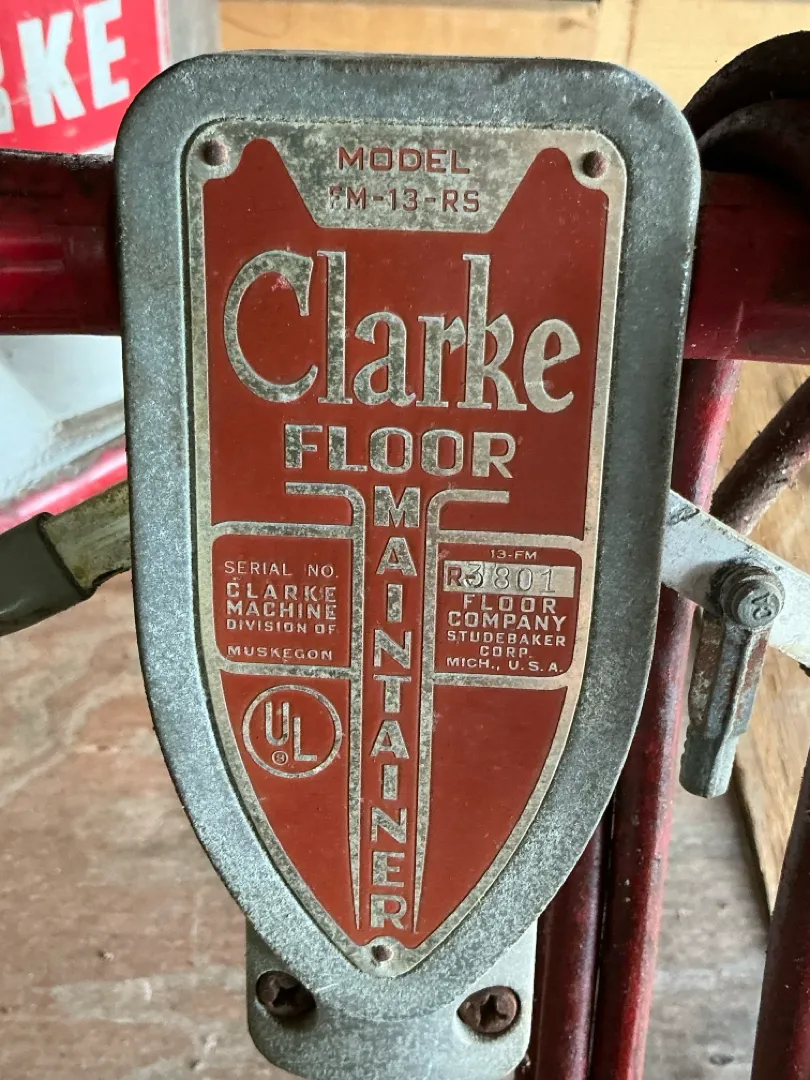 RKE
MODEL
FM-13-RS
Clarke
FLOOR
MAINTAINER
SERIAL NO.
CLARKE
MACHINE
DIVISION OF
MUSKEGON
13-FM
R-3801
FLOOR
COMPANY
STUDEBAKER
CORP.
MICH., U.S.A.
UL
®